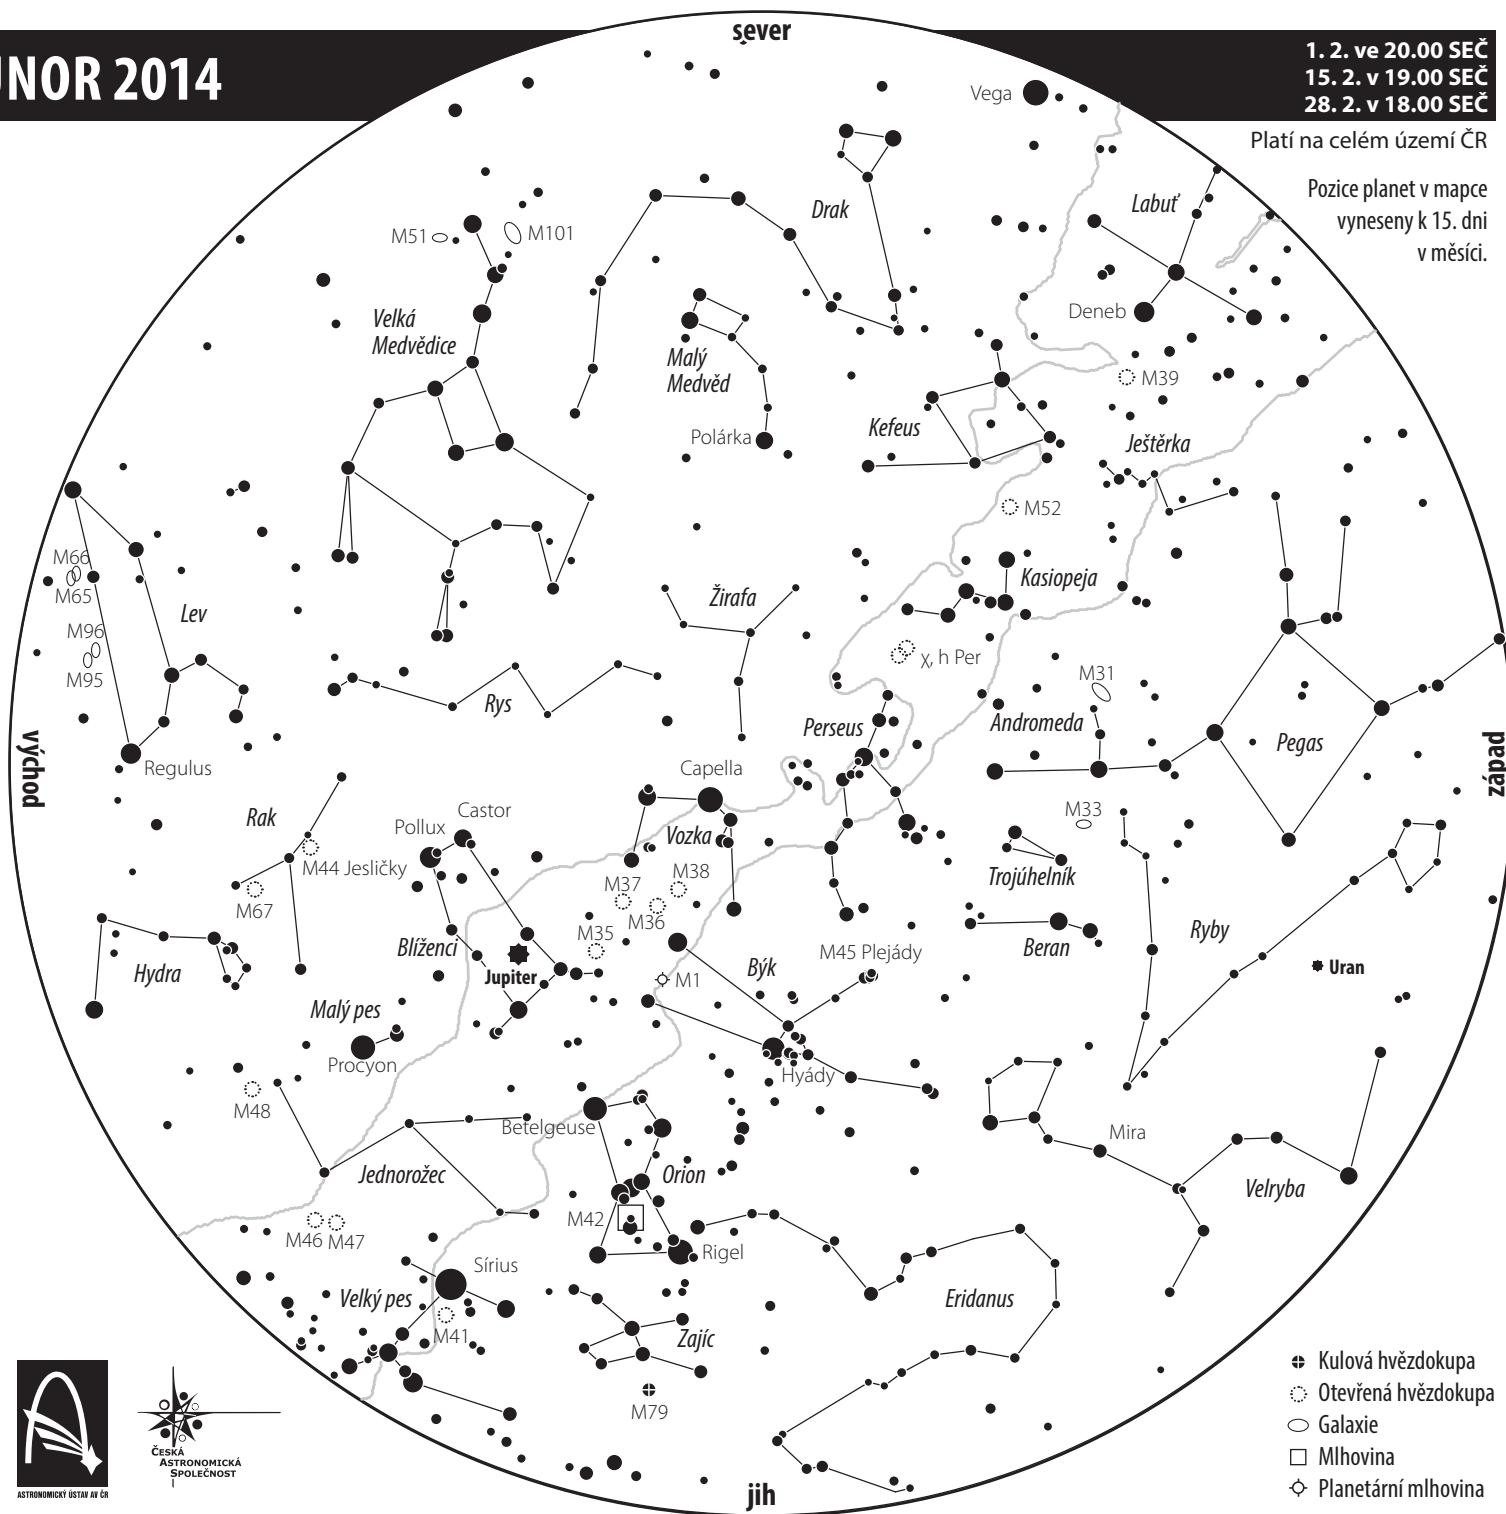 ÚNOR 2014
sever
1. 2. ve 20.00 SEČ
15. 2. v 19.00 SEČ
28. 2. v 18.00 SEČ
Platí na celém území ČR
Pozice planet v mapce
vyneseny k 15. dni
v měsíci.
Vega
Drak
Labuť
M51
M101
Deneb
Velká
Medvědice
Malý
Medvěd
M39
Kefeus
Polárka
Ještěrka
M52
M66
M65
Kasiopeja
Žirafa
Lev
M96
M95
χ, h Per
M31
Rys
Andromeda
Perseus
Pegas
východ
západ
Regulus
Capella
Rak
Castor
Pollux
Vozka
M33
M44 Jesličky
Trojúhelník
M37
M38
M67
M36
Blíženci
M35
Beran
Ryby
M45 Plejády
Hydra
Jupiter
Býk
Uran
M1
Malý pes
Procyon
Hyády
M48
Betelgeuse
Mira
Jednorožec
Orion
Velryba
M42
M46
M47
Rigel
Sírius
Velký pes
Eridanus
M41
Zajíc
M79
Kulová hvězdokupa
Otevřená hvězdokupa
Galaxie
Mlhovina
Planetární mlhovina
ČESKÁ
ASTRONOMICKÁ
SPOLEČNOST
ASTRONOMICKÝ ÚSTAV AV ČR
jih